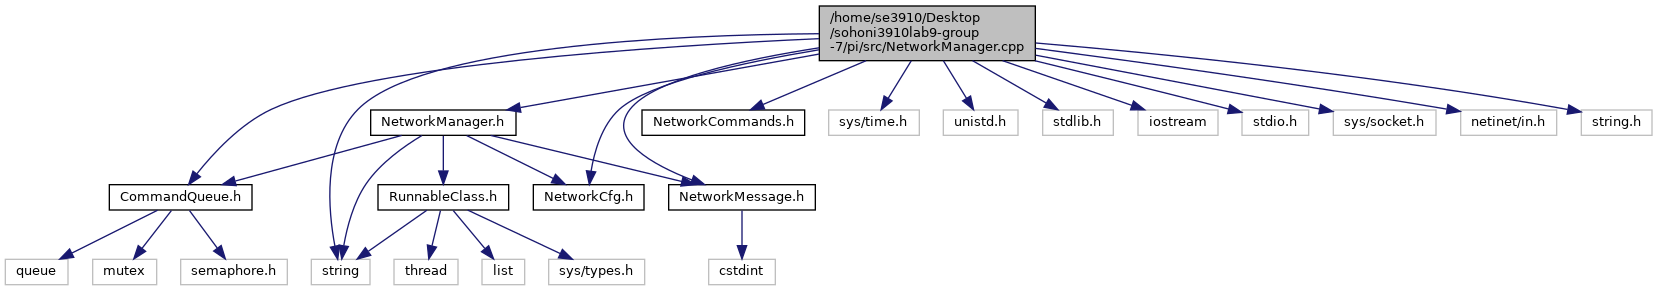 /home/se3910/Desktop
/sohoni3910lab9-group
-7/pi/src/NetworkManager.cpp
NetworkManager.h
NetworkCommands.h
sys/time.h
unistd.h
stdlib.h
iostream
stdio.h
sys/socket.h
netinet/in.h
string.h
CommandQueue.h
RunnableClass.h
NetworkCfg.h
NetworkMessage.h
queue
mutex
semaphore.h
string
thread
list
sys/types.h
cstdint